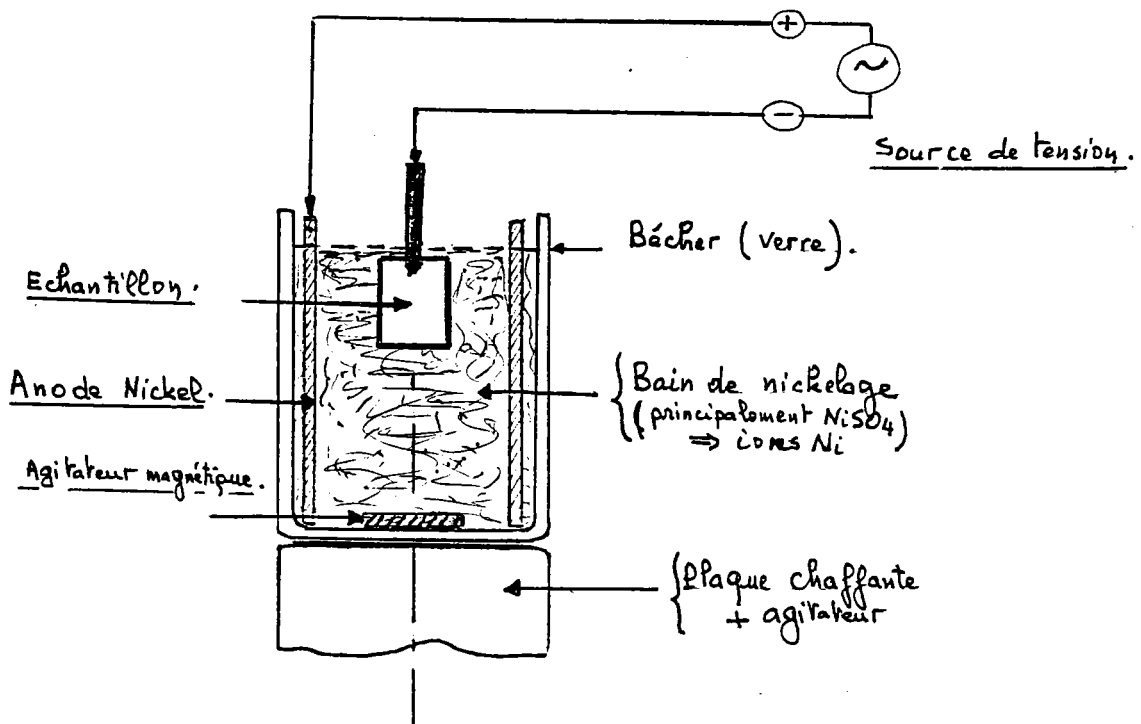 +
~
-
Source de tension.
Bécher (verre).
Echantillon.
Anode Nickel.
Bain de nickelage
(principalement NiSO4)
⇒ ions Ni
Agitateur magnétique.
Plaque chaffante
+ agitateur